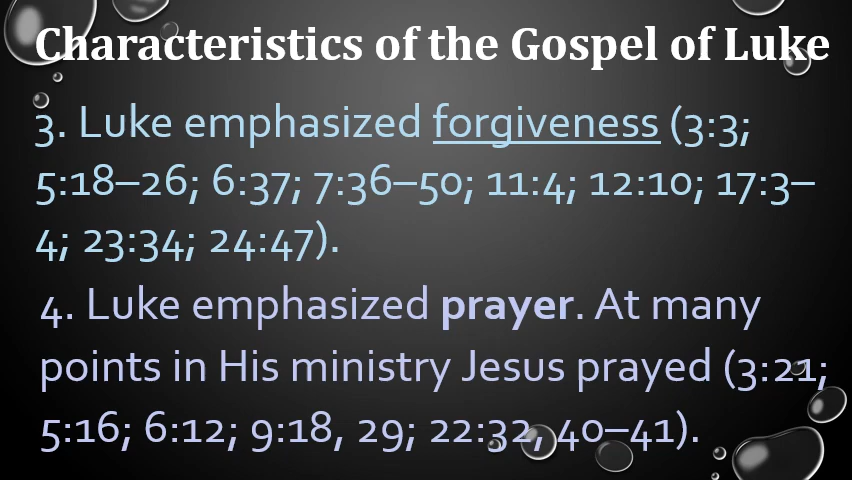 Characteristics of the Gospel of Luke
3. Luke emphasized forgiveness (3:3;
5:18–26; 6:37; 7:36–50; 11:4; 12:10; 17:3–
4; 23:34; 24:47).
4. Luke emphasized prayer. At many
points in His ministry Jesus prayed (3:21;
5:16; 6:12; 9:18, 29; 22:32, 40–41).